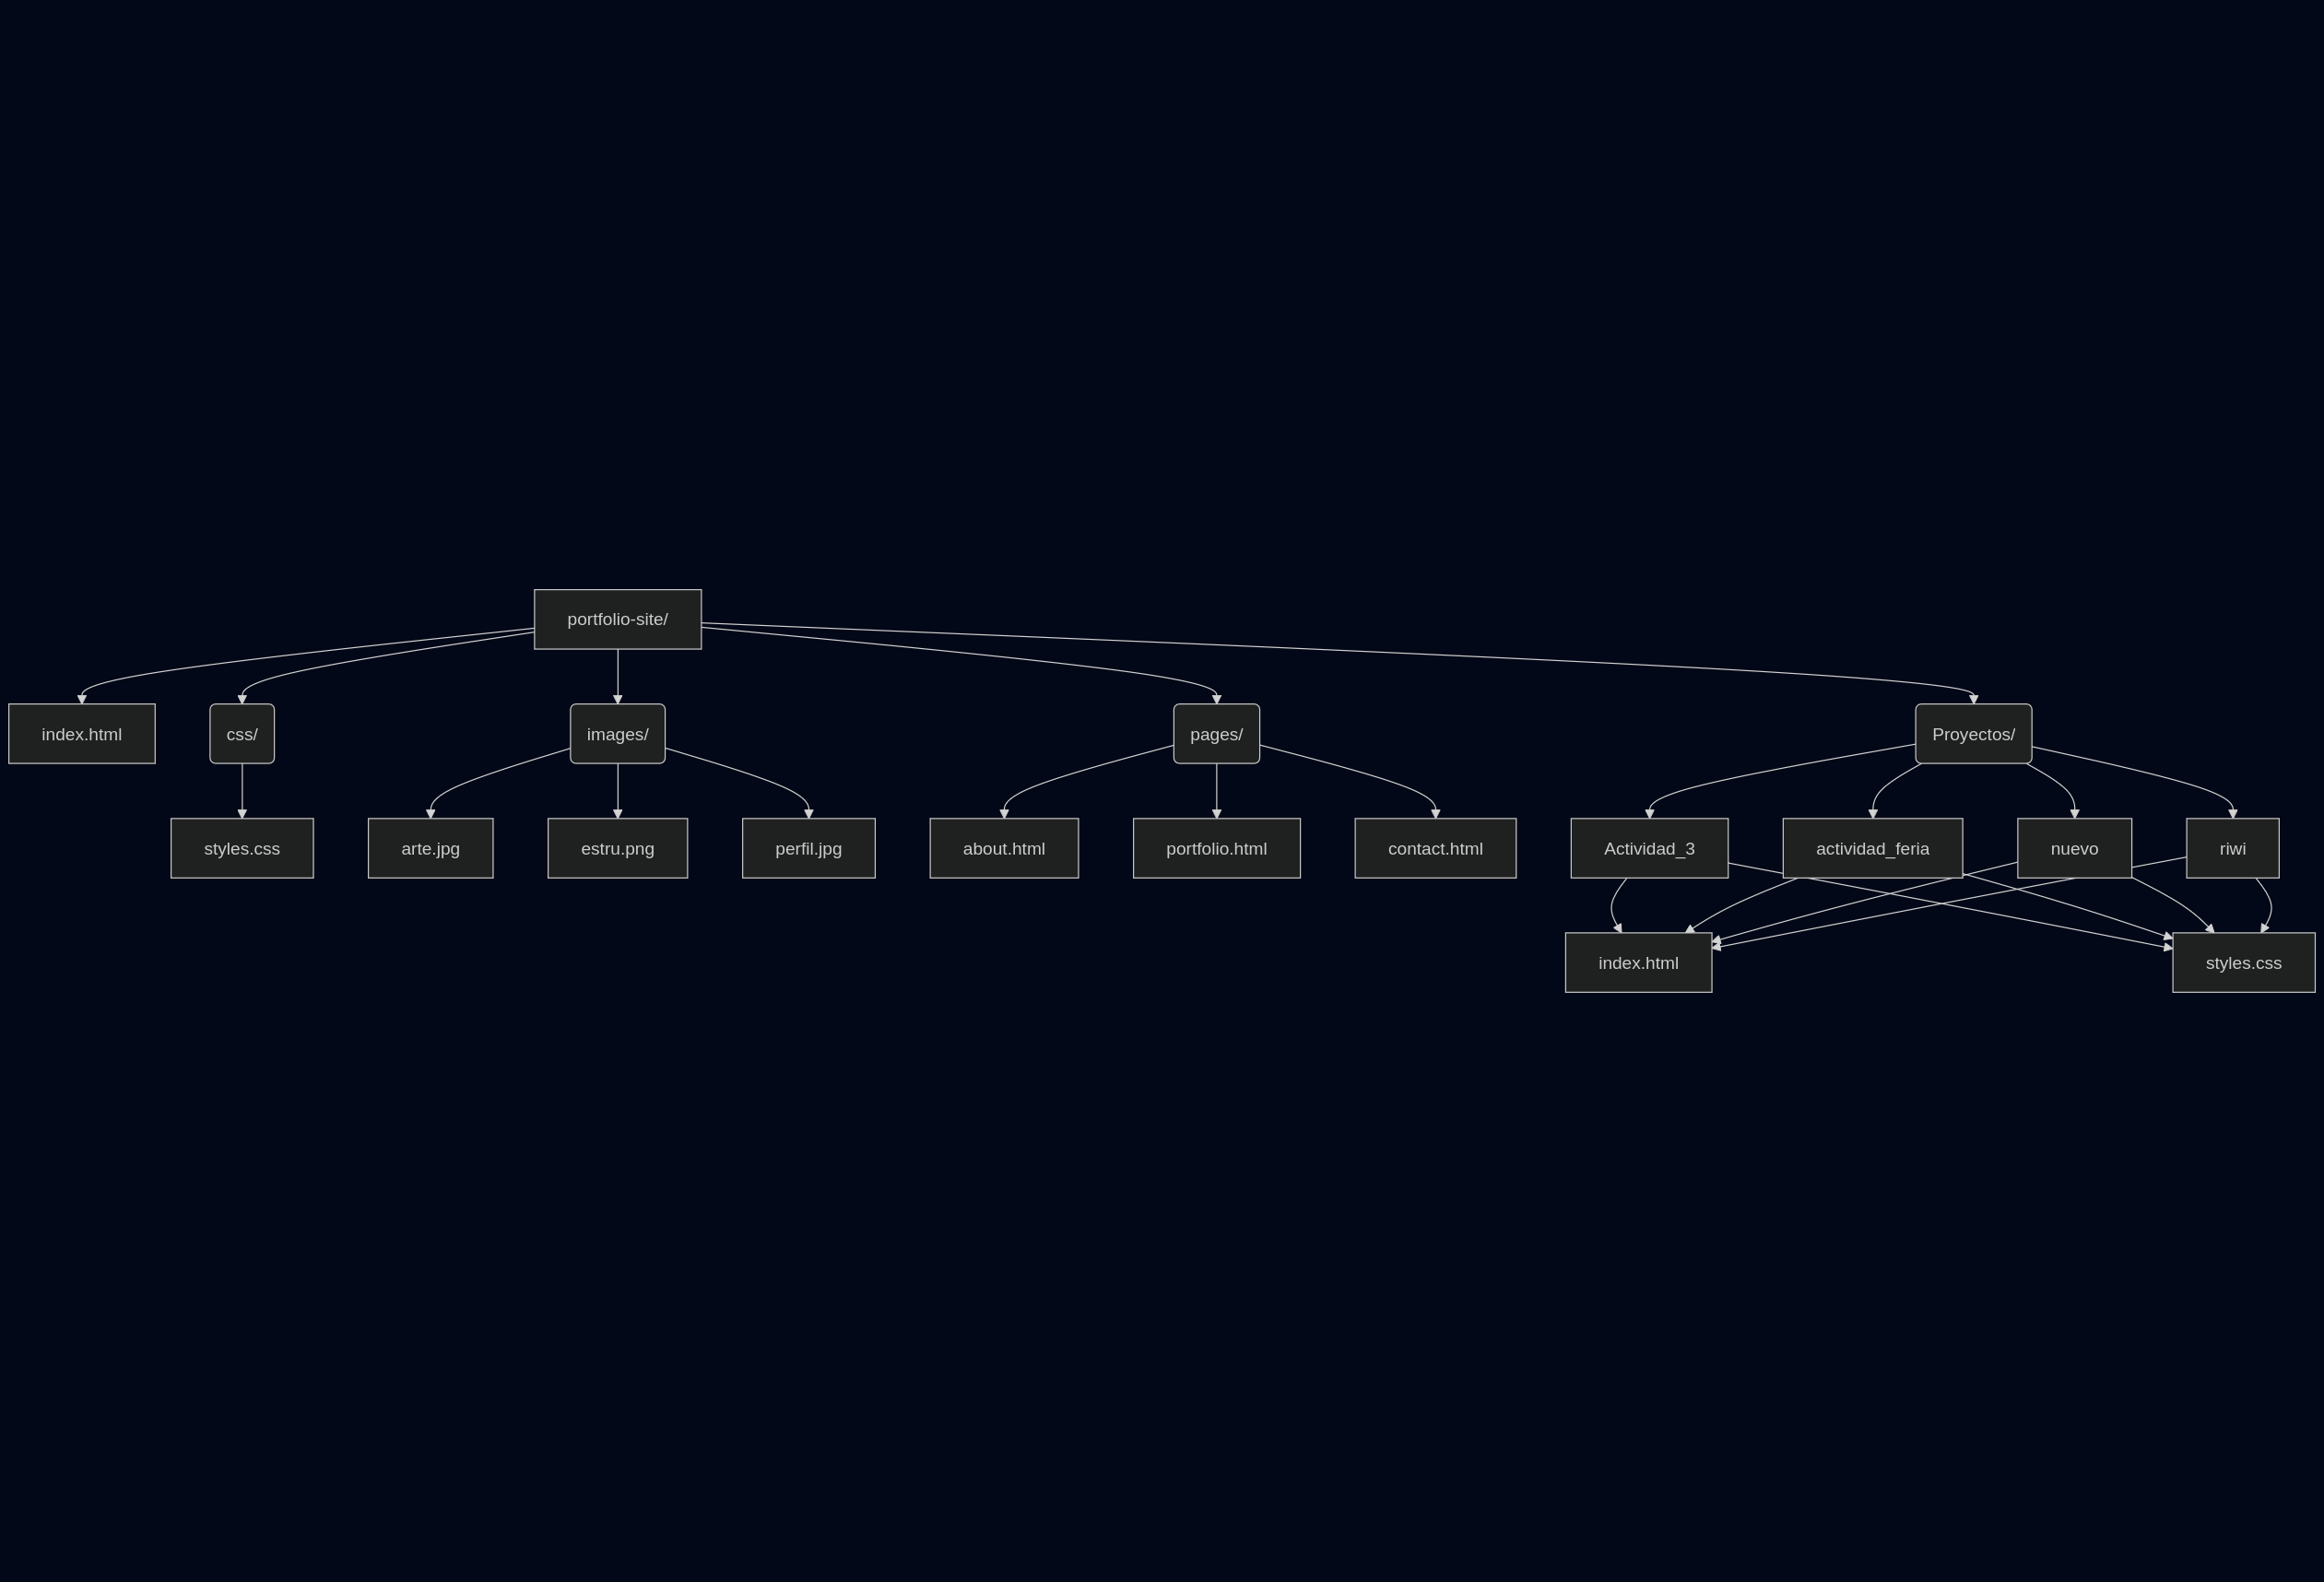 portfolio-site/
index.html
css/
images/
pages/
Proyectos/
styles.css
arte.jpg
estru.png
perfil.jpg
about.html
portfolio.html
contact.html
Actividad_3
actividad_feria
nuevo
riwi
index.html
styles.css